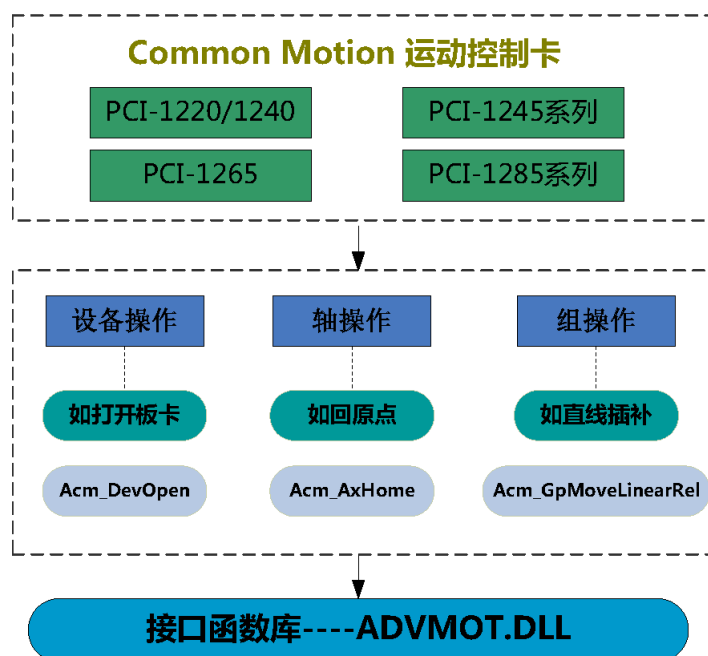 Common Motion 运动控制卡
PCI-1220/1240
PCI-1245系列
PCI-1265
PCI-1285系列
设备操作
轴操作
组操作
如打开板卡
如回原点
如直线插补
Acm_DevOpen
Acm_AxHome
Acm_GpMoveLinearRel
接口函数库----ADVMOT.DLL